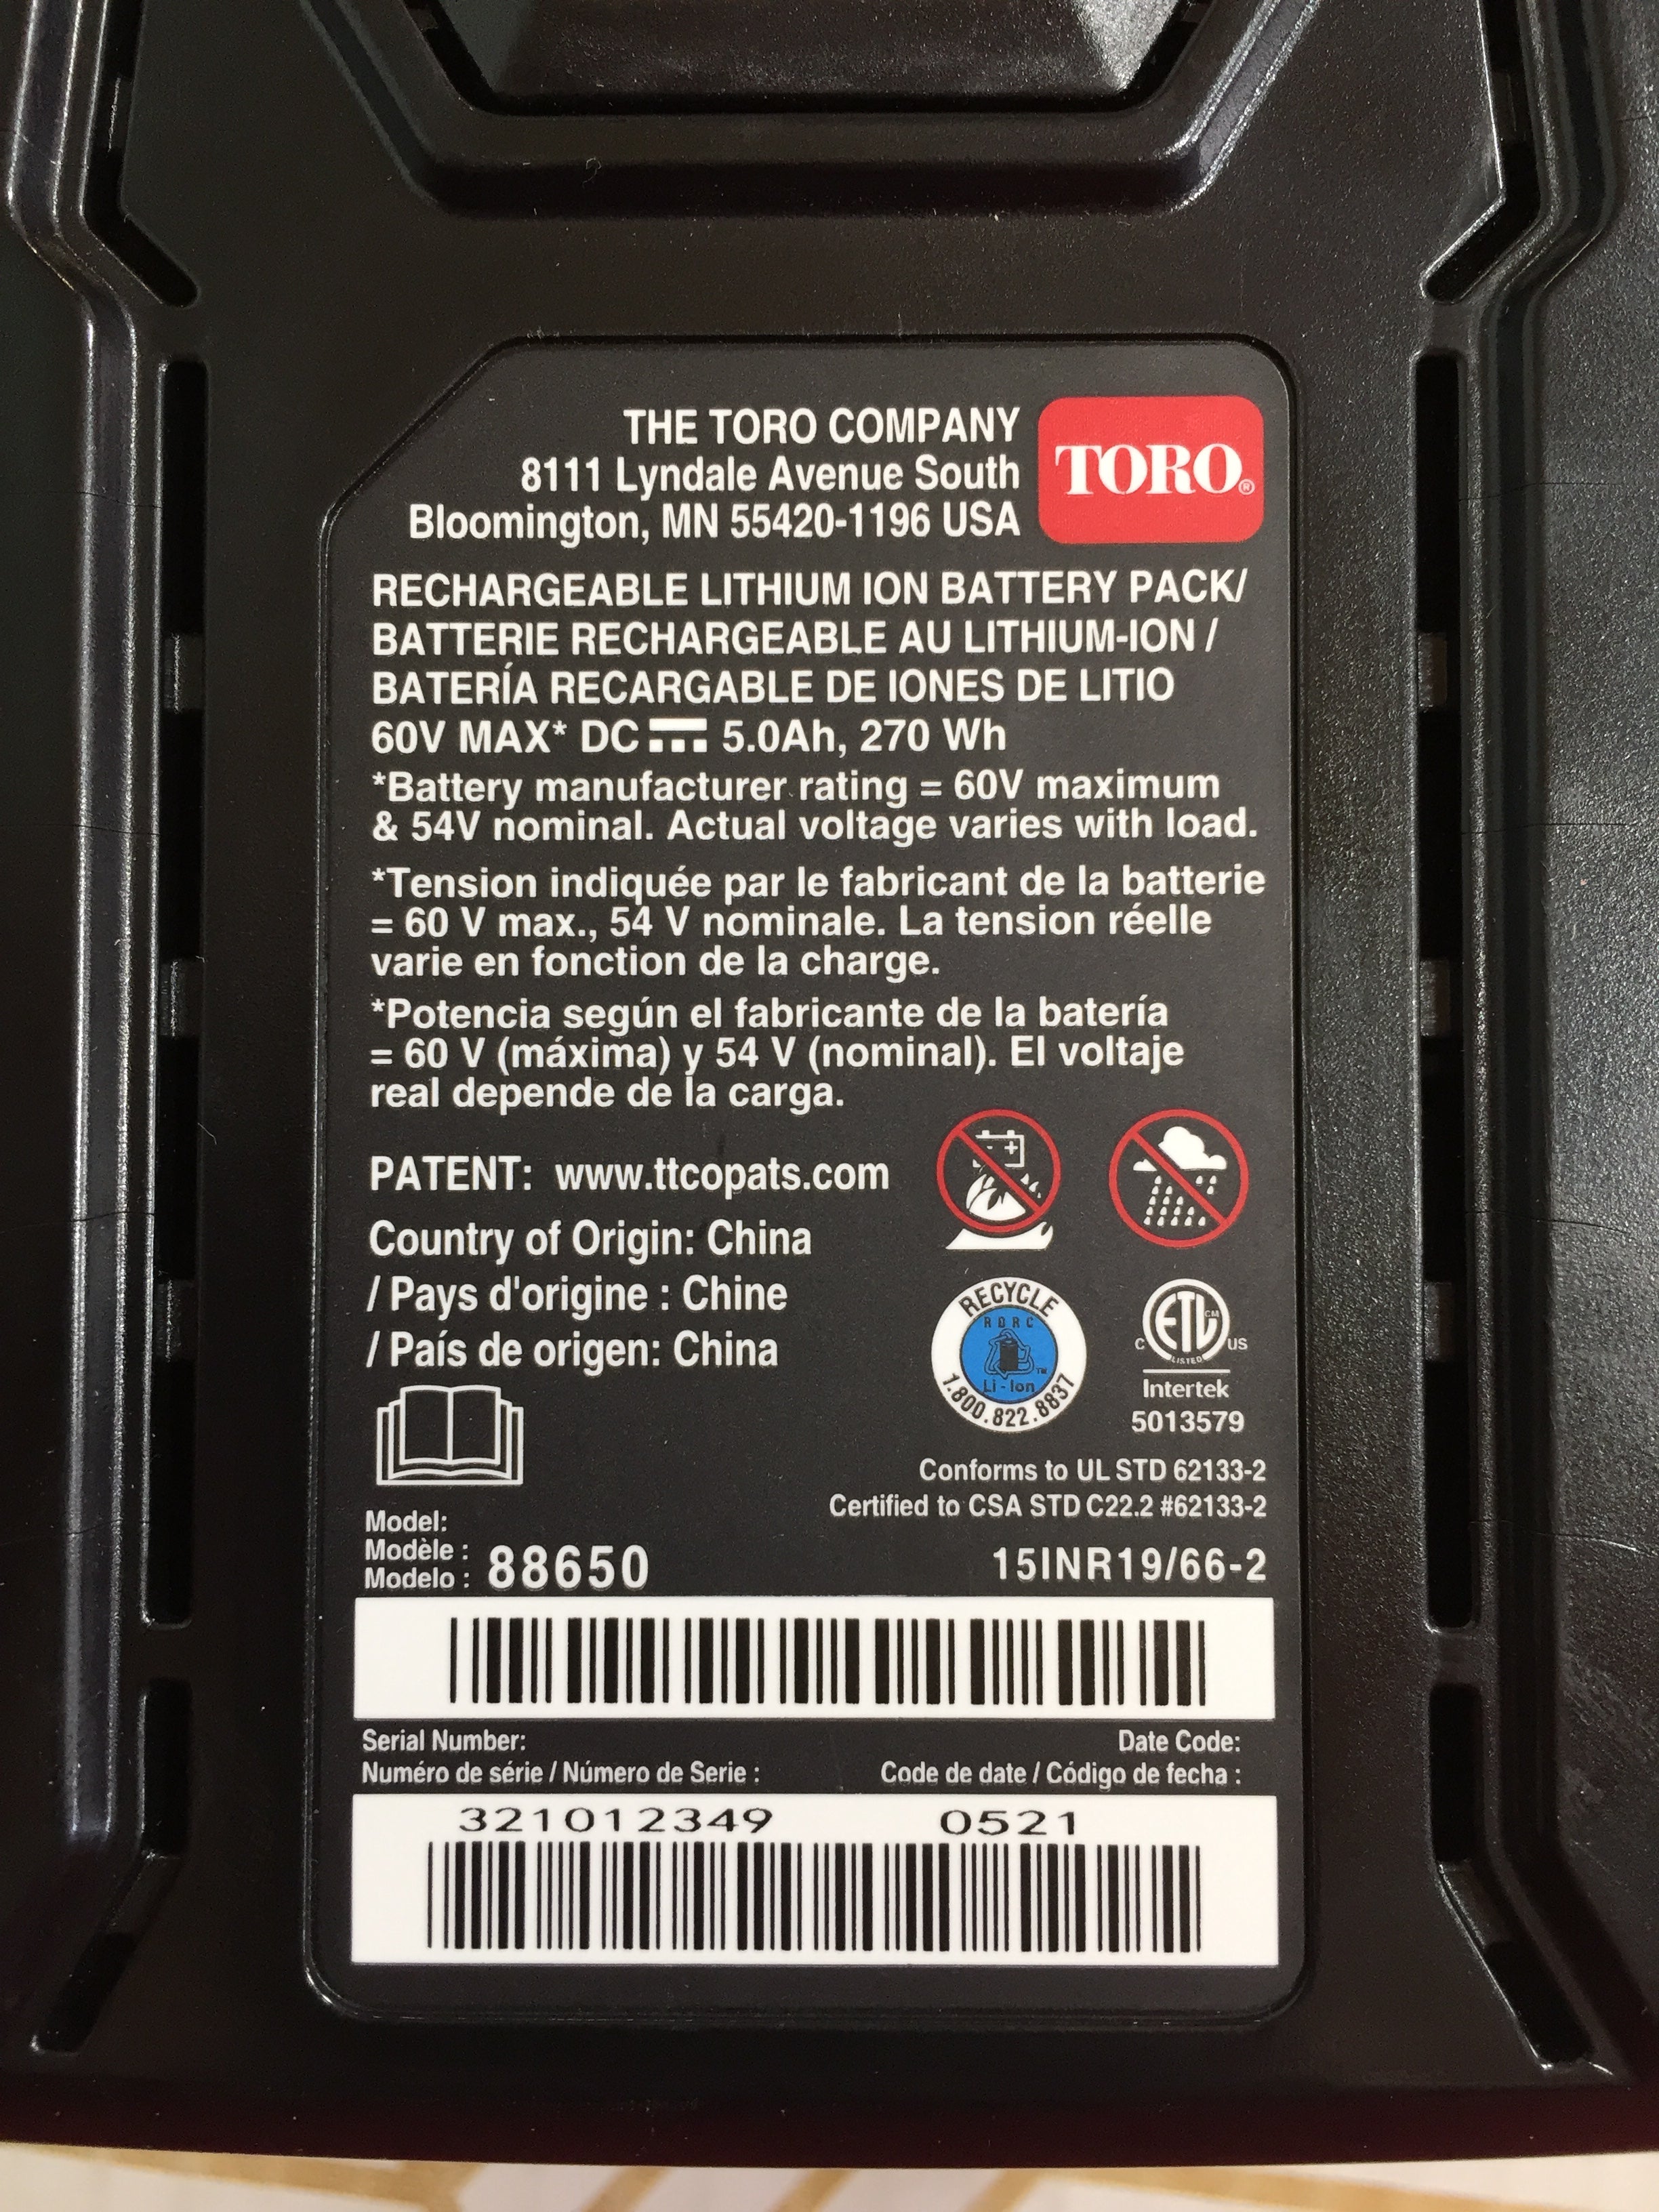 THE TORO COMPANY
8111 Lyndale Avenue South
Bloomington, MN 55420-1196 USA
TORO®
RECHARGEABLE LITHIUM ION BATTERY PACK/
BATTERIE RECHARGEABLE AU LITHIUM-ION /
BATERÍA RECARGABLE DE IONES DE LITIO
60V MAX* DC 5.0Ah, 270 Wh
*Battery manufacturer rating = 60V maximum
& 54V nominal. Actual voltage varies with load.
*Tension indiquée par le fabricant de la batterie
= 60 V max., 54 V nominale. La tension réelle
varie en fonction de la charge.
*Potencia según el fabricante de la batería
= 60 V (máxima) y 54 V (nominal). El voltaje
real depende de la carga.
PATENT: www.ttcopats.com
Country of Origin: China
/ Pays d'origine : Chine
/ País de origen: China
RECYCLE
RBRC
Li-Ion
TM
1.800.822.8837
ETL CM
C US
LISTED
Intertek
5013579
Conforms to UL STD 62133-2
Certified to CSA STD C22.2 #62133-2
Model:
Modèle :
Modelo : 88650
15INR19/66-2
Serial Number:
Numéro de série / Número de Serie :
Date Code:
Code de date / Código de fecha :
321012349 0521